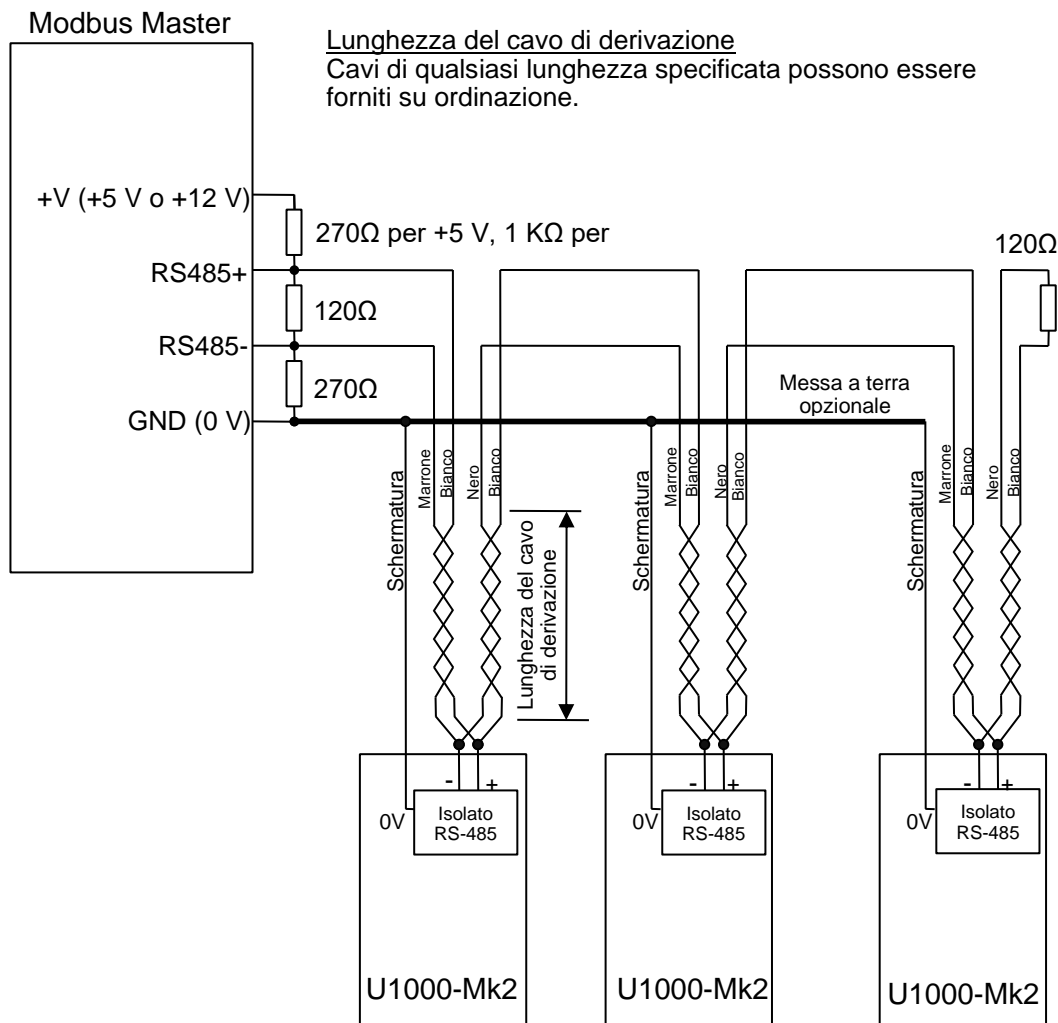 Modbus Master
Lunghezza del cavo di derivazione
Cavi di qualsiasi lunghezza specificata possono essere
forniti su ordinazione.
+V (+5 V o +12 V)
270Ω per +5 V, 1 KΩ per
120Ω
RS485+
120Ω
RS485-
270Ω
Messa a terra
opzionale
GND (0 V)
Schermatura
Marrone
Bianco
Nero
Bianco
Lunghezza del cavo
di derivazione
Schermatura
Marrone
Bianco
Nero
Bianco
Schermatura
Marrone
Bianco
Nero
Bianco
- +
0V
Isolato
RS-485
- +
0V
Isolato
RS-485
- +
0V
Isolato
RS-485
U1000-Mk2
U1000-Mk2
U1000-Mk2